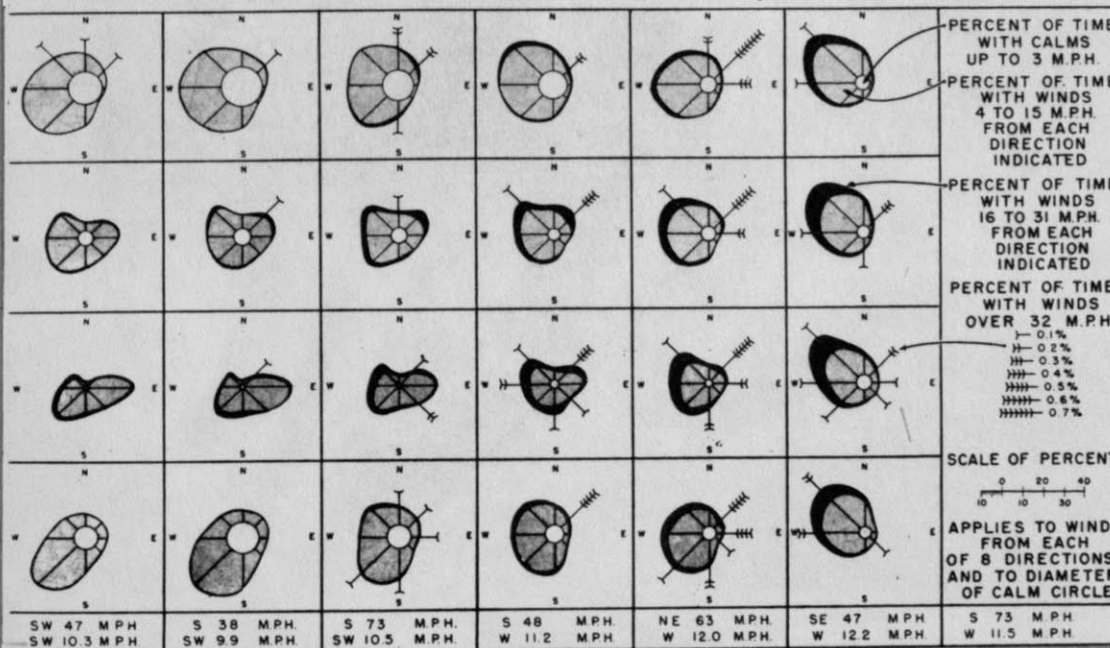 N N N N N N
W E W E W E W E W E W E
S S S S S S
N N N N N N
W E W E W E W E W E W E
S S S S S S
N N N N N N
W E W E W E W E W E W E
S S S S S S
N N N N N N
W E W E W E W E W E W E
S S S S S S
PERCENT OF TIME
WITH CALMS
UP TO 3 M.P.H.
PERCENT OF TIME
WITH WINDS
4 TO 15 M.P.H.
FROM EACH
DIRECTION
INDICATED
PERCENT OF TIME
WITH WINDS
16 TO 31 M.P.H.
FROM EACH
DIRECTION
INDICATED
PERCENT OF TIME
WITH WINDS
OVER 32 M.P.H.
0.1%
0.2%
0.3%
0.4%
0.5%
0.6%
0.7%
SCALE OF PERCENT
0 20 40
10 10 30
APPLIES TO WIND
FROM EACH
OF 8 DIRECTIONS
AND TO DIAMETER
OF CALM CIRCLE
SW 47 M.P.H. S 38 M.P.H. S 73 M.P.H. S 48 M.P.H. NE 63 M.P.H. SE 47 M.P.H. S 73 M.P.H.
SW 10.3 M.P.H. SW 9.9 M.P.H. SW 10.5 M.P.H. W 11.2 M.P.H. W 12.0 M.P.H. W 12.2 M.P.H. W 11.5 M.P.H.